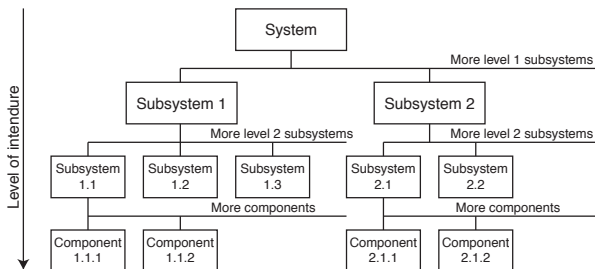 System
More level 1 subsystems
Subsystem 1
Subsystem 2
More level 2 subsystems
More level 2 subsystems
Subsystem
1.1
Subsystem
1.2
Subsystem
1.3
Subsystem
2.1
Subsystem
2.2
More components
More components
Component
1.1.1
Component
1.1.2
Component
2.1.1
Component
2.1.2
Level of intendure